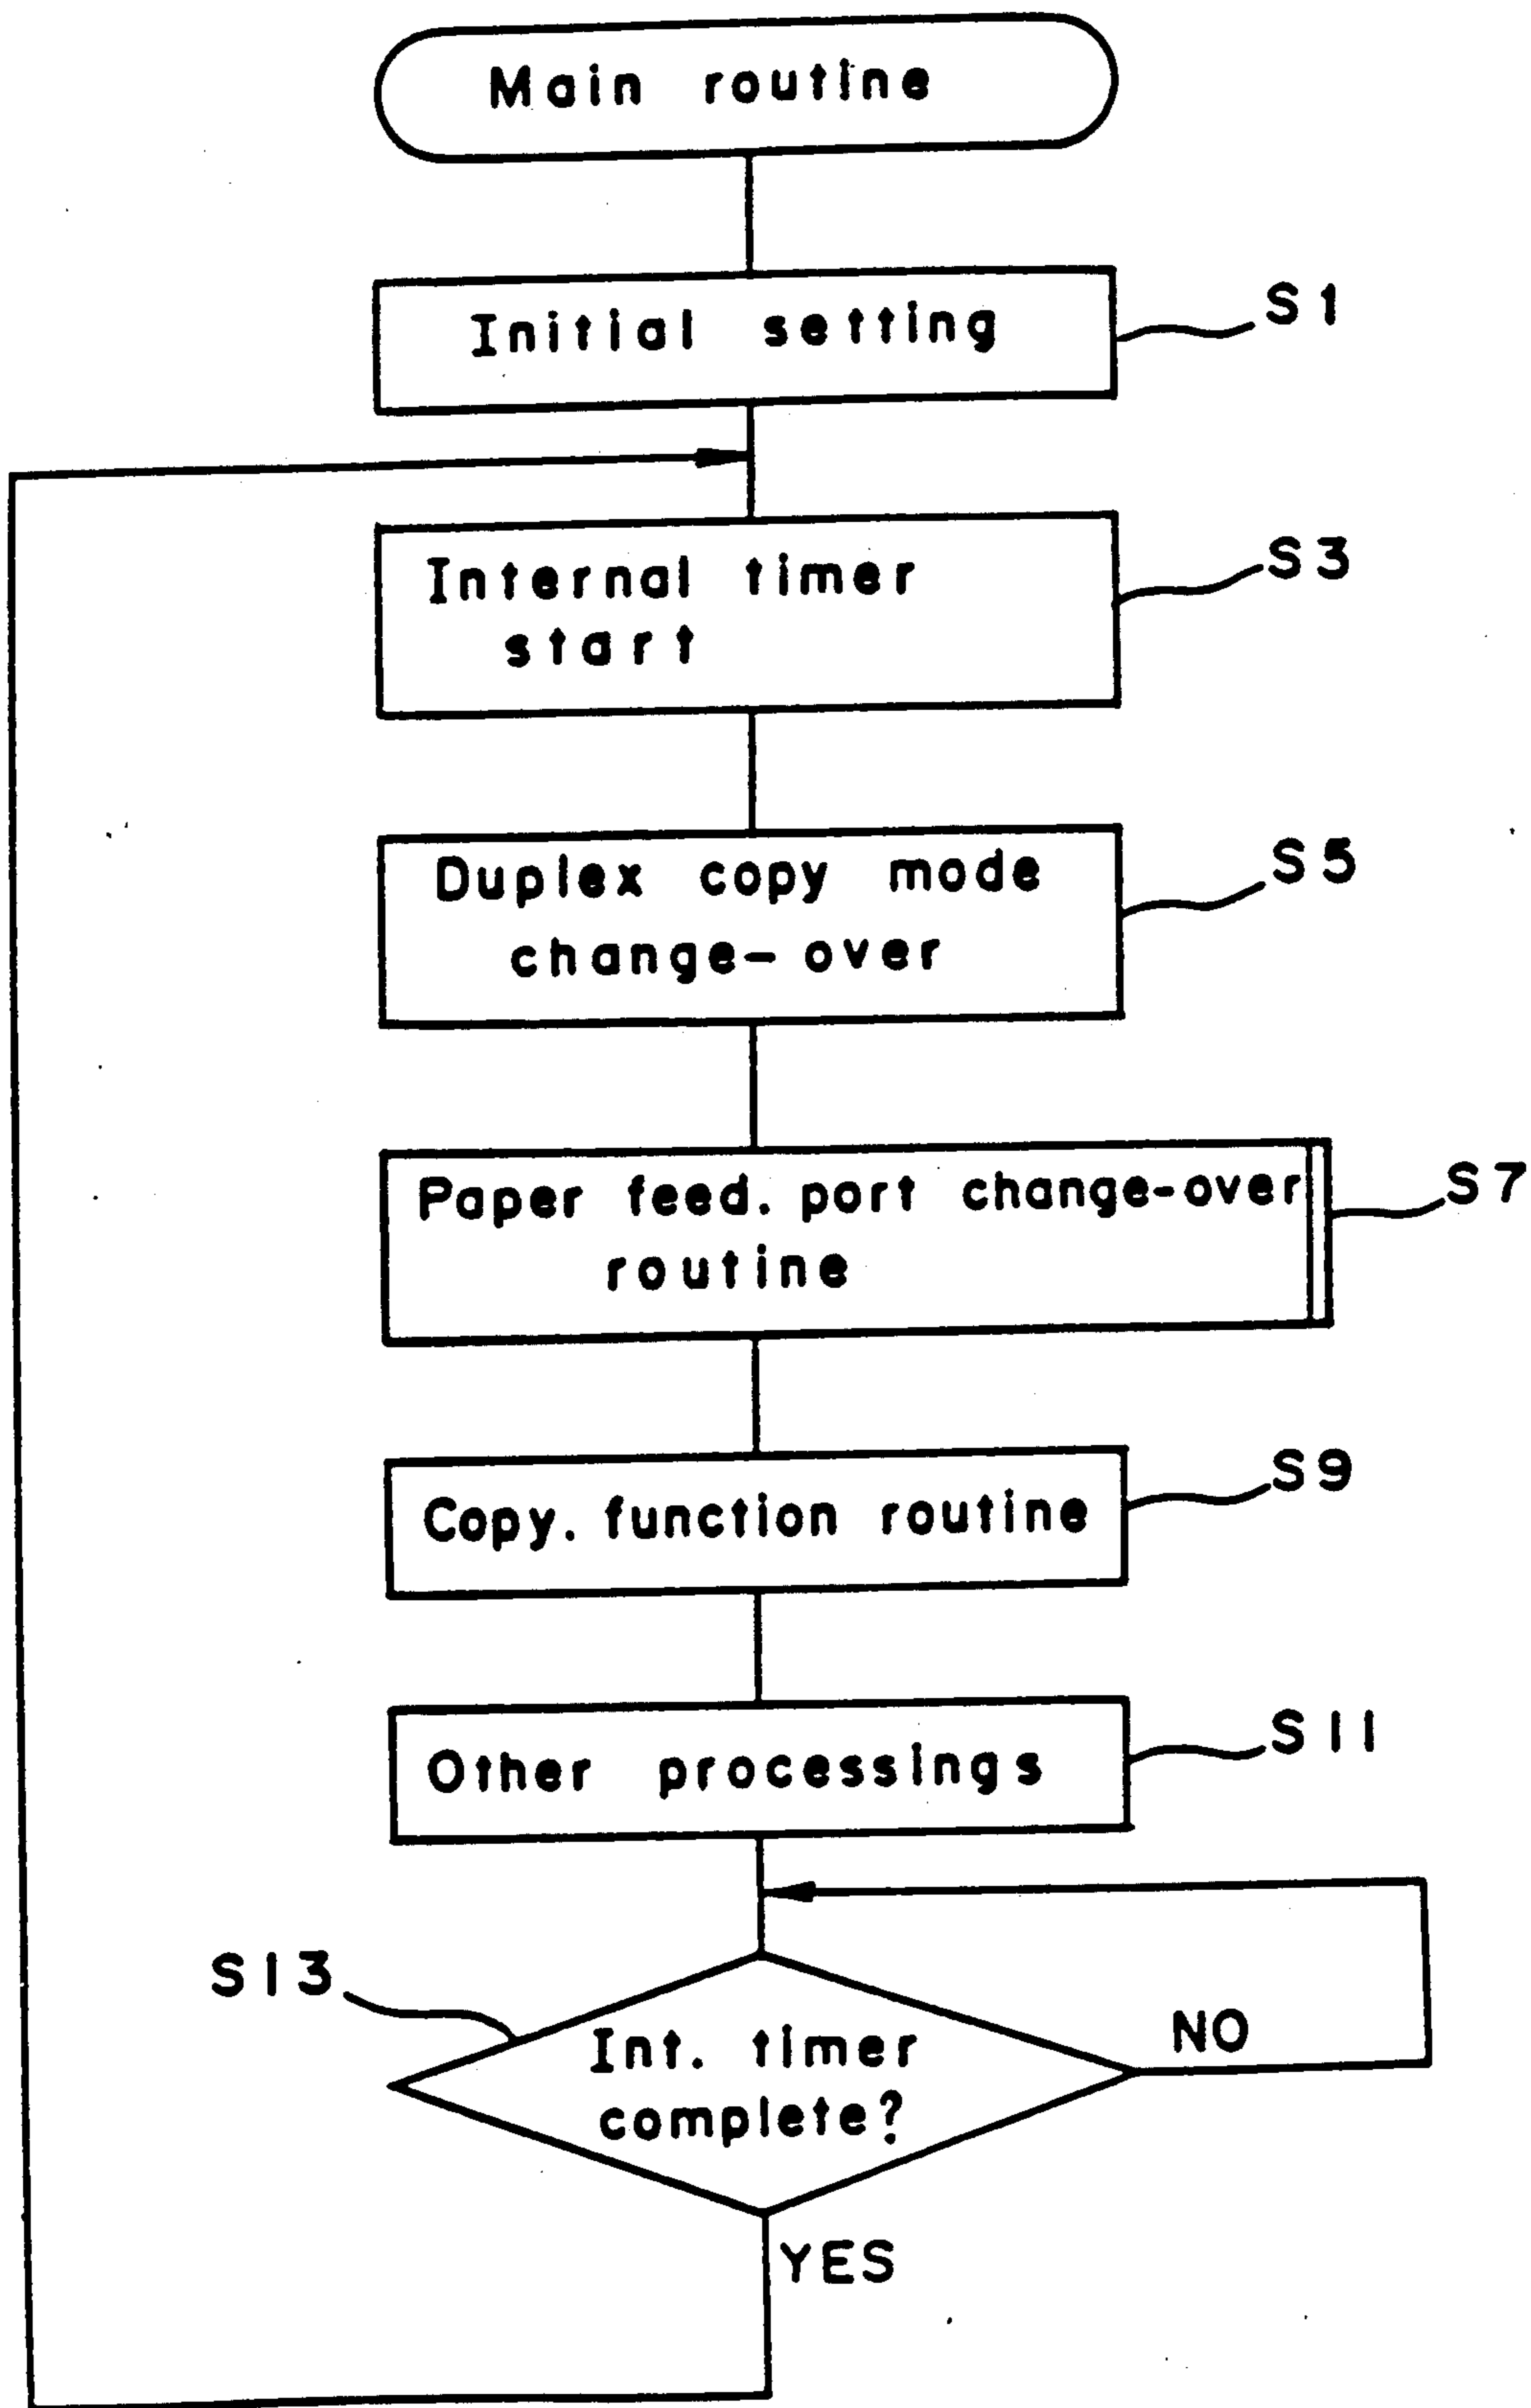 Main routine
Initial setting
S1
Internal timer
start
S3
Duplex copy mode
change-over
S5
Paper feed. port change-over
routine
S7
Copy. function routine
S9
Other processings
S11
S13
Int. timer
complete?
NO
YES